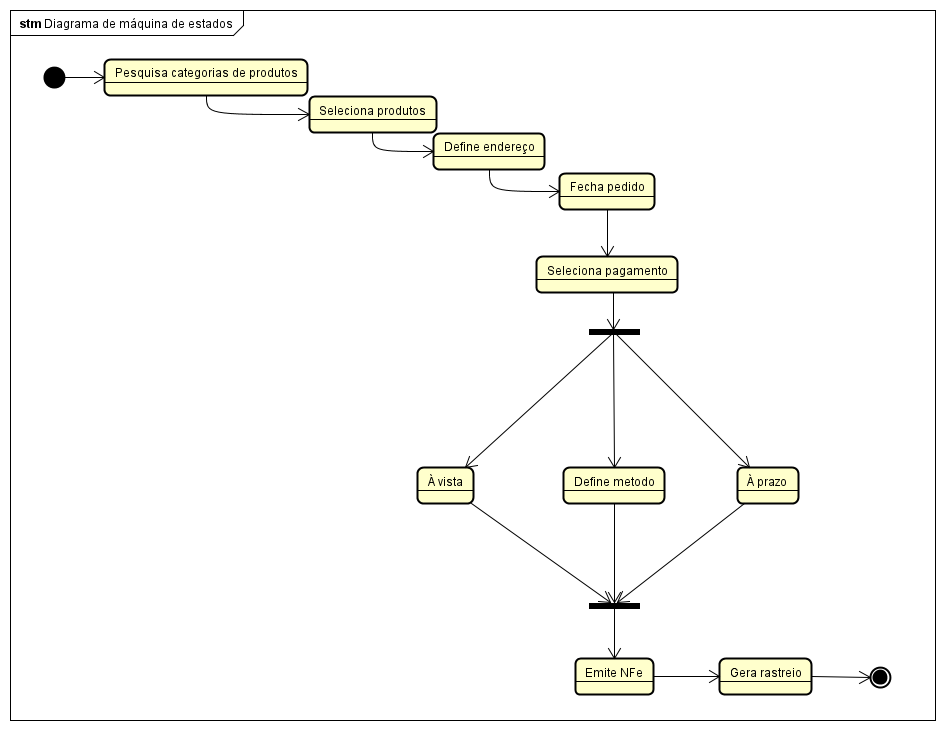 stm Diagrama de máquina de estados
Pesquisa categorias de produtos
Seleciona produtos
Define endereço
Fecha pedido
Seleciona pagamento
À vista
Define metodo
À prazo
Emite NFe
Gera rastreio